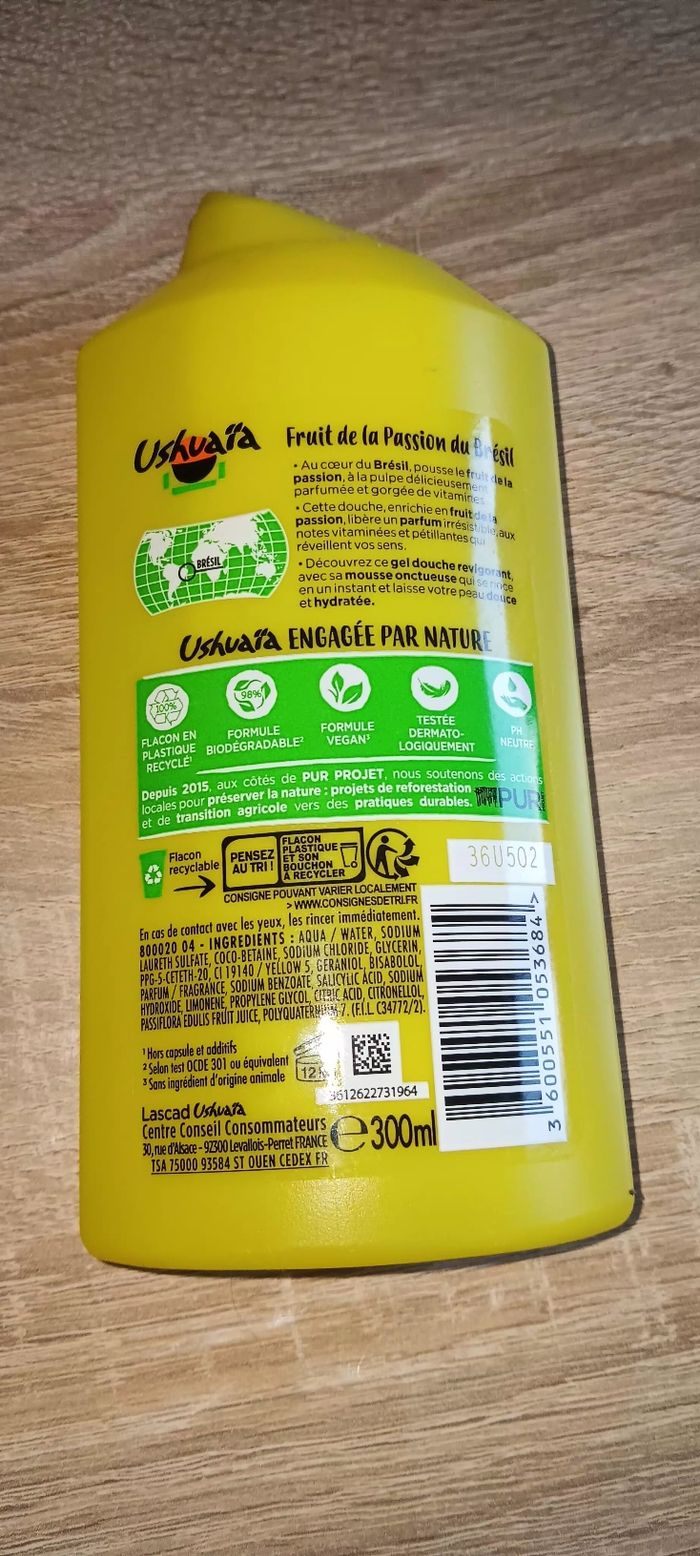 Ushuaïa
Fruit de la Passion du Brésil
• Au cœur du Brésil, pousse le fruit de la
passion, à la pulpe délicieusement
parfumée et gorgée de vitamines.
• Cette douche, enrichie en fruit de la
passion, libère un parfum irrésistible, aux
notes vitaminées et pétillantes qui
réveillent vos sens.
• Découvrez ce gel douche revigorant,
avec sa mousse onctueuse qui se rince
en un instant et laisse votre peau douce
et hydratée.
BRÉSIL
Ushuaïa ENGAGÉE PAR NATURE
100%
FLACON EN
PLASTIQUE
RECYCLÉ¹
98%
FORMULE
BIODÉGRADABLE²
FORMULE
VEGAN³
TESTÉE
DERMATO-
LOGIQUEMENT
PH
NEUTRE
Depuis 2015, aux côtés de PUR PROJET, nous soutenons des actions
locales pour préserver la nature : projets de reforestation
et de transition agricole vers des pratiques durables.
PUR
Flacon
recyclable
PENSEZ
AU TRI !
FLACON
PLASTIQUE
ET SON
BOUCHON
À RECYCLER
CONSIGNE POUVANT VARIER LOCALEMENT
> WWW.CONSIGNESDETRI.FR
36U502
En cas de contact avec les yeux, les rincer immédiatement.
800020 04 - INGREDIENTS : AQUA / WATER, SODIUM
LAURETH SULFATE, COCO-BETAINE, SODIUM CHLORIDE, GLYCERIN,
PPG-5-CETETH-20, CI 19140 / YELLOW 5, GERANIOL, BISABOLOL,
PARFUM / FRAGRANCE, SODIUM BENZOATE, SALICYLIC ACID, SODIUM
HYDROXIDE, LIMONENE, PROPYLENE GLYCOL, CITRIC ACID, CITRONELLOL,
PASSIFLORA EDULIS FRUIT JUICE, POLYQUATERNIUM-7. (F.I.L. C34772/2).
¹ Hors capsule et additifs
² Selon test OCDE 301 ou équivalent
³ Sans ingrédient d'origine animale
12 M
3612622731964
Lascad Ushuaïa
Centre Conseil Consommateurs
30, rue d'Alsace - 92300 Levallois-Perret FRANCE
TSA 75000 93584 ST OUEN CEDEX FR
e 300ml
3 600551 053684 >